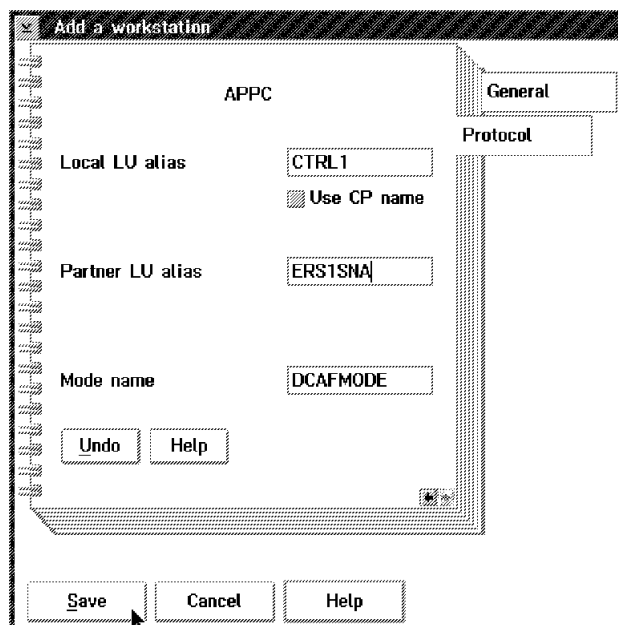 Add a workstation
APPC
General
Protocol
Local LU alias CTRL1
Use CP name
Partner LU alias ERS1SNA
Mode name DCAFMODE
Undo Help
Save Cancel Help